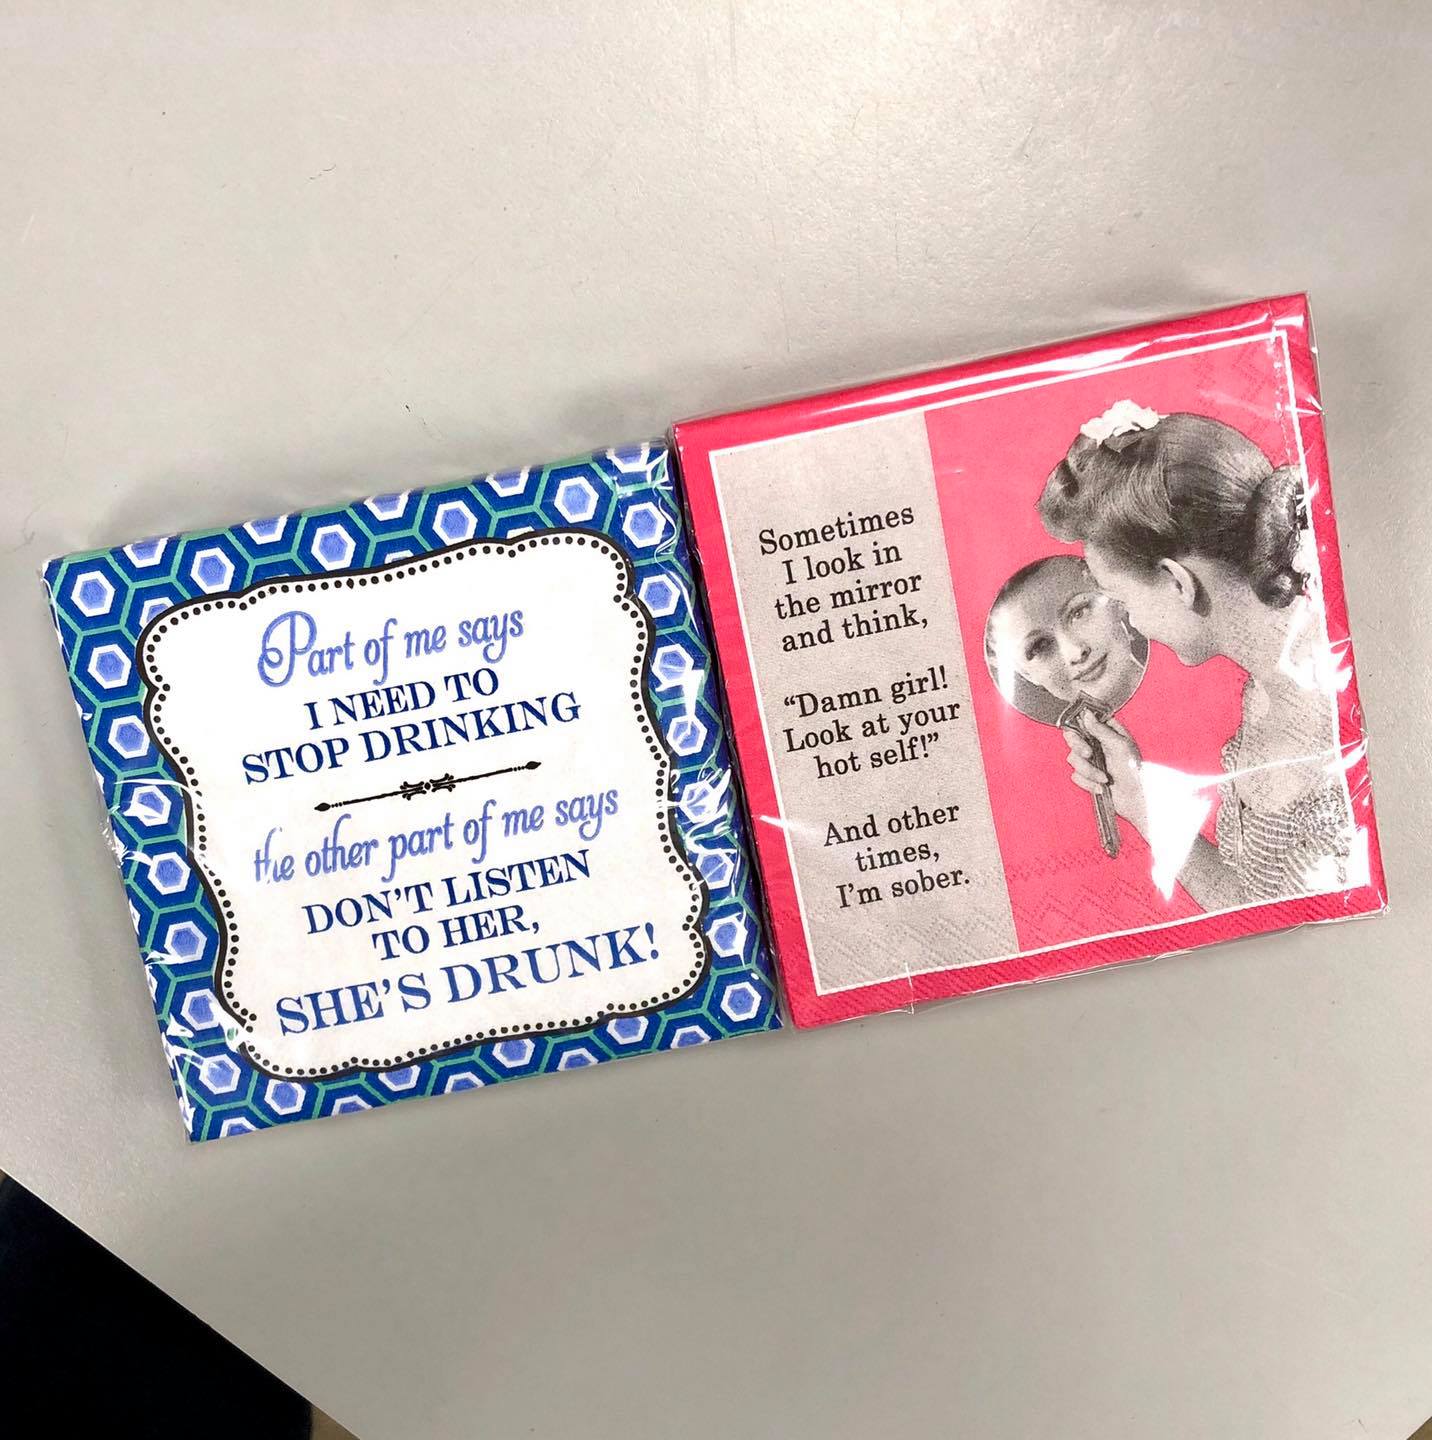 Part of me says
I NEED TO
STOP DRINKING
the other part of me says
DON'T LISTEN
TO HER,
SHE'S DRUNK!
Sometimes
I look in
the mirror
and think,
“Damn girl!
Look at your
hot self!”
And other
times,
I'm sober.